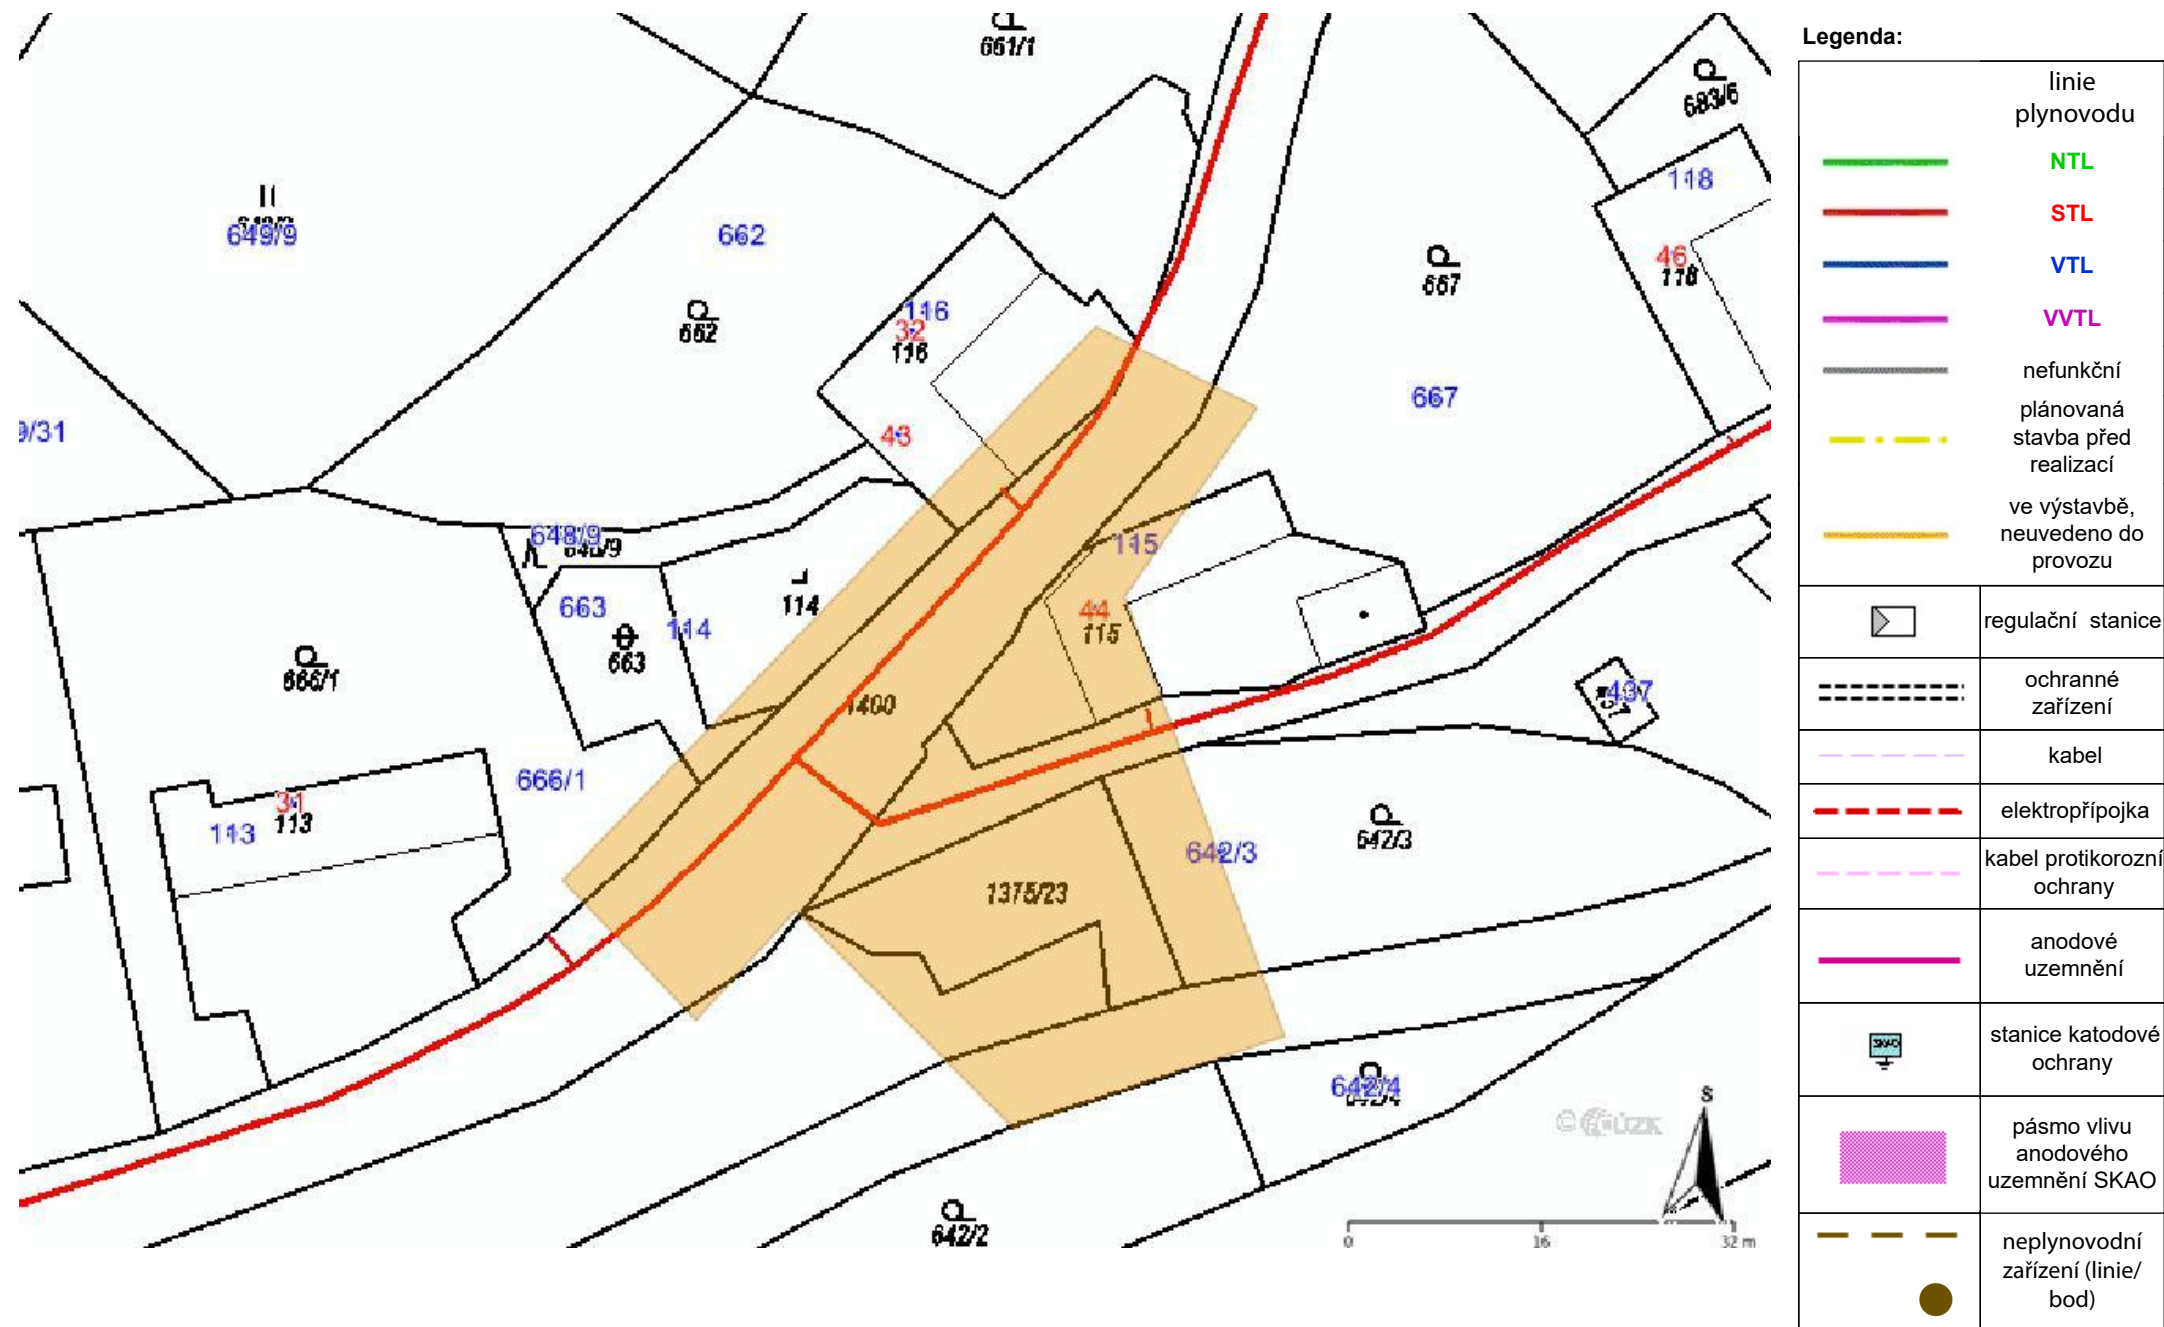 661/1
683/6
118
649/9
662
46
118
667
116
32
116
662
667
9/31
43
648/9
115
114
663
114
44
115
663
666/1
1400
437
666/1
31
113
113
642/3
642/3
1375/23
642/4
S
642/2
0
16
32 m
Legenda:
linie
plynovodu
NTL
STL
VTL
VVTL
nefunkční
plánovaná
stavba před
realizací
ve výstavbě,
neuvedeno do
provozu
regulační stanice
ochranné
zařízení
kabel
elektropřípojka
kabel protikorozní
ochrany
anodové
uzemnění
SKAO
stanice katodové
ochrany
pásmo vlivu
anodového
uzemnění SKAO
neplynovodní
zařízení (linie/
bod)